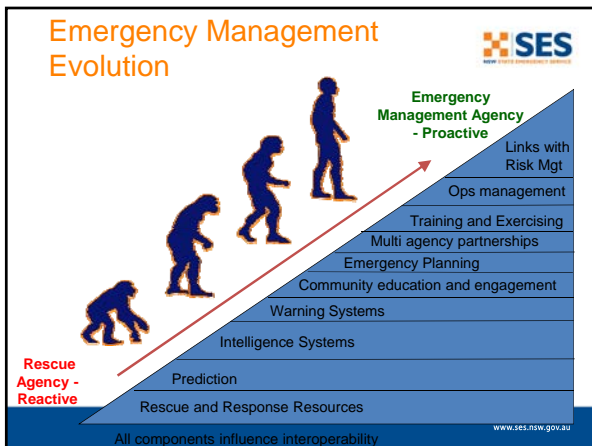 Emergency Management
Evolution
SES
NSW STATE EMERGENCY SERVICE
Emergency
Management Agency
- Proactive
Links with
Risk Mgt
Ops management
Training and Exercising
Multi agency partnerships
Emergency Planning
Community education and engagement
Warning Systems
Intelligence Systems
Rescue
Agency -
Reactive
Prediction
Rescue and Response Resources
www.ses.nsw.gov.au
All components influence interoperability